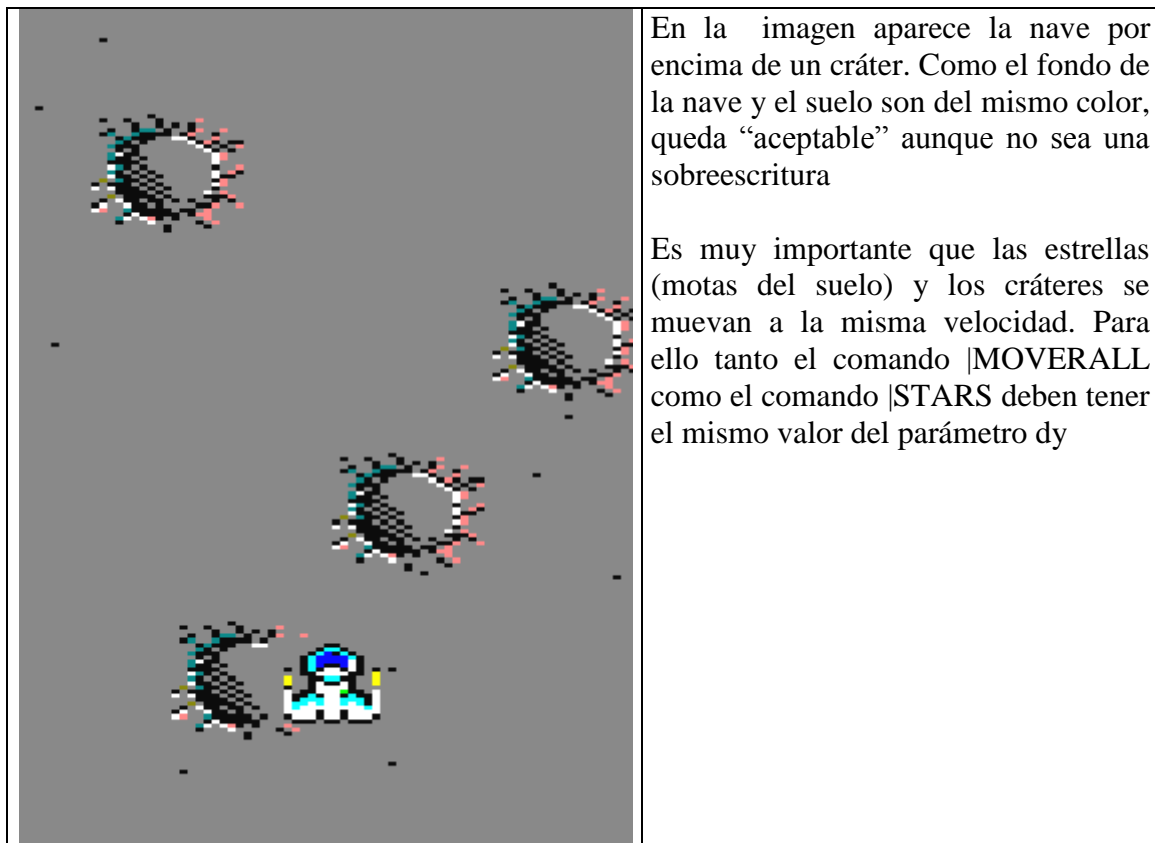 En la imagen aparece la nave por
encima de un cráter. Como el fondo de
la nave y el suelo son del mismo color,
queda “aceptable” aunque no sea una
sobreescritura
Es muy importante que las estrellas
(motas del suelo) y los cráteres se
muevan a la misma velocidad. Para
ello tanto el comando |MOVERALL
como el comando |STARS deben tener
el mismo valor del parámetro dy